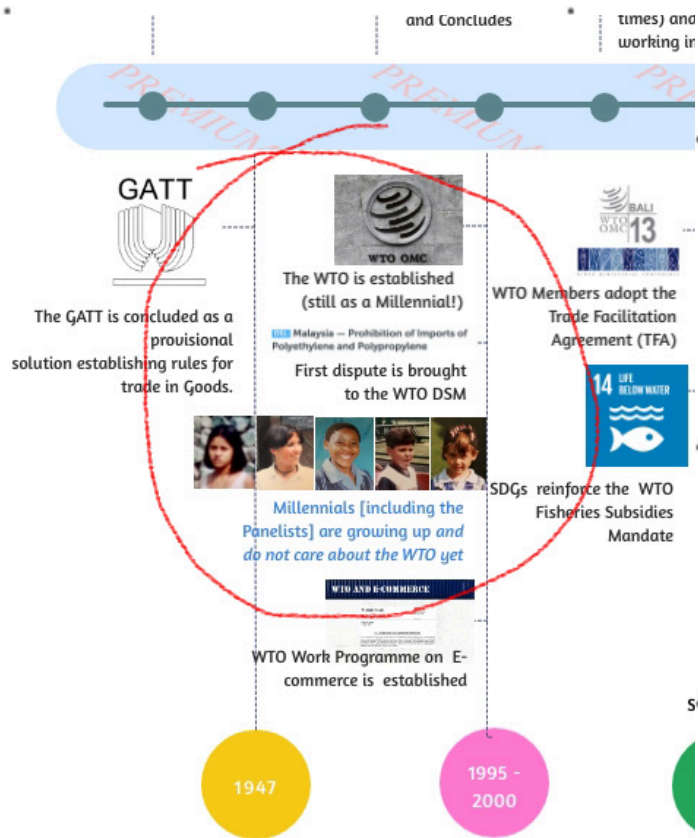 and Concludes
times) and
working in
PREMIUM
PREMIUM
PREMIUM
GATT
The GATT is concluded as a
provisional
solution establishing rules for
trade in Goods.
WTO OMC
The WTO is established
(still as a Millennial!)
DS1 Malaysia — Prohibition of Imports of
Polyethylene and Polypropylene
First dispute is brought
to the WTO DSM
Millennials [including the
Panelists] are growing up and
do not care about the WTO yet
WTO AND E-COMMERCE
WTO Work Programme on E-
commerce is established
BALI
WTO
OMC 13
WTO Members adopt the
Trade Facilitation
Agreement (TFA)
14 LIFE
BELOW WATER
SDGs reinforce the WTO
Fisheries Subsidies
Mandate
1947
1995 -
2000